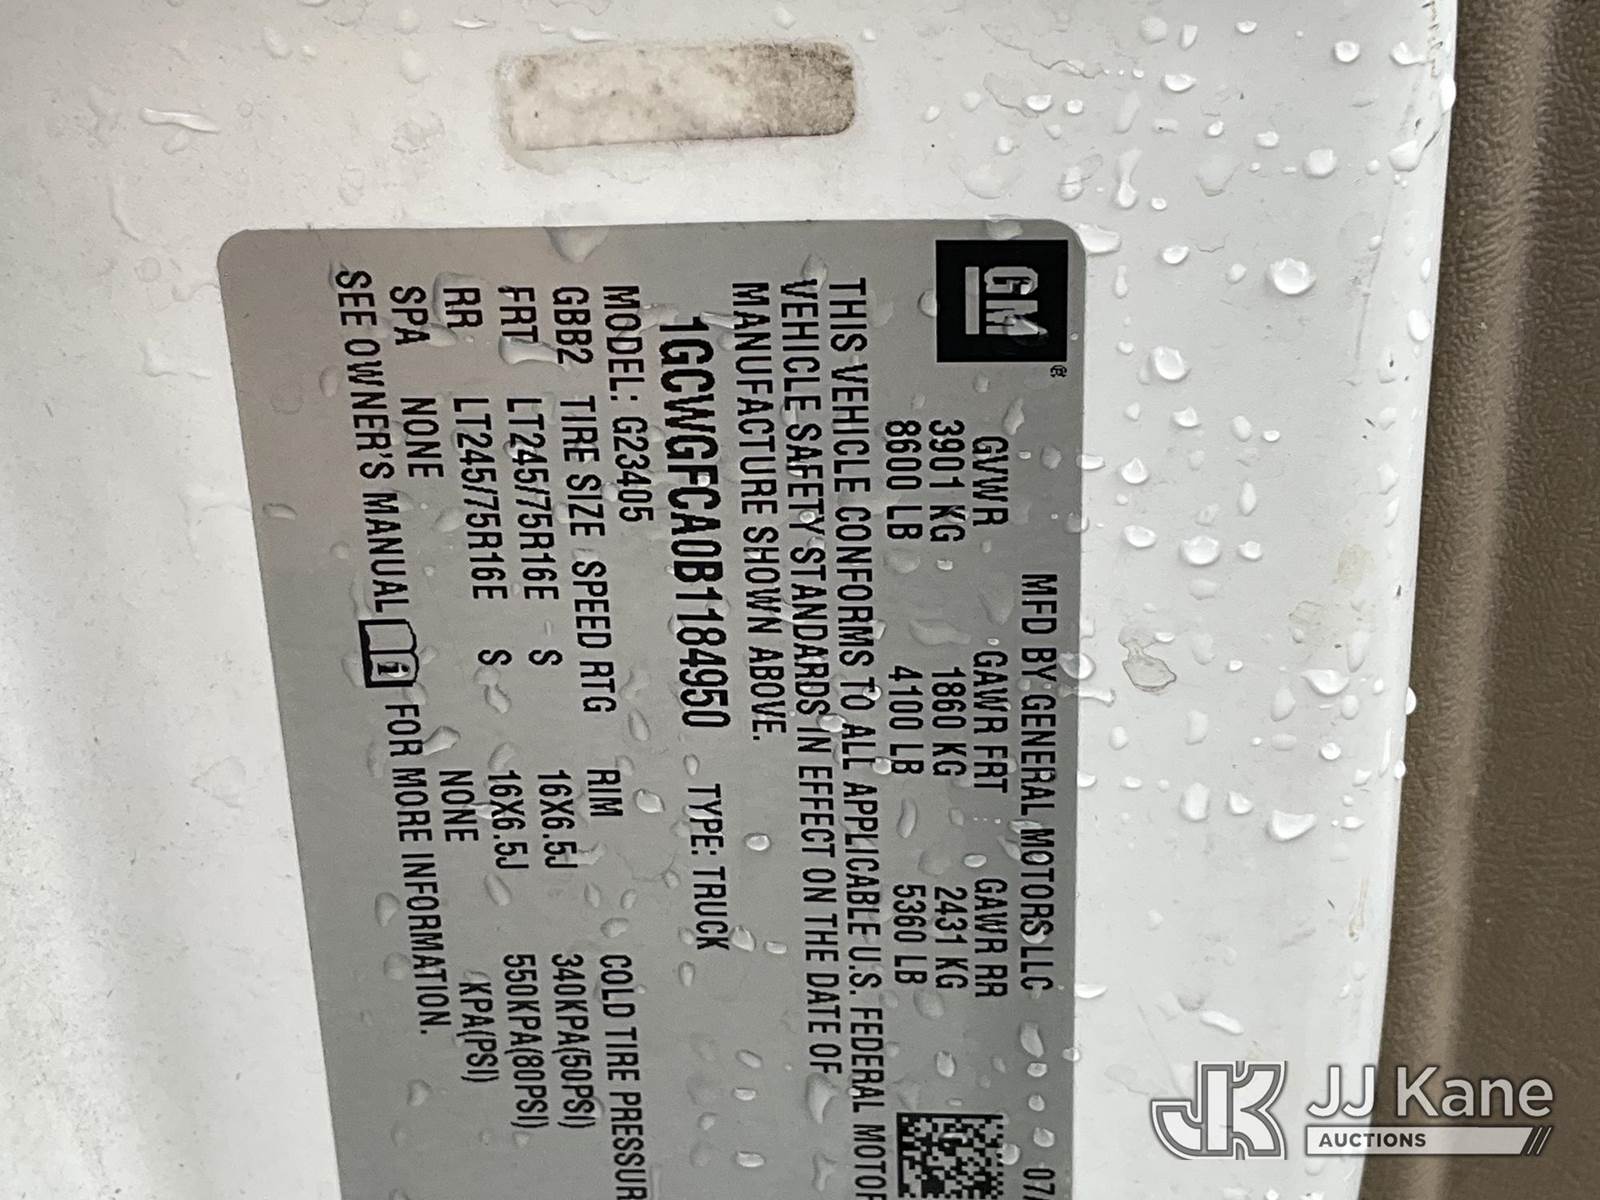 GM®
MFD BY GENERAL MOTORS LLC 07/
GVWR GAWR FRT GAWR RR
3901 KG 1860 KG 2431 KG
8600 LB 4100 LB 5360 LB
THIS VEHICLE CONFORMS TO ALL APPLICABLE U.S. FEDERAL MOTOR
VEHICLE SAFETY STANDARDS IN EFFECT ON THE DATE OF
MANUFACTURE SHOWN ABOVE.
1GCWGFCA0B1184950 TYPE: TRUCK
MODEL: G23405
GBB2 TIRE SIZE SPEED RTG RIM COLD TIRE PRESSUR
FRT LT245/75R16E S 16X6.5J 340KPA(50PSI)
RR LT245/75R16E S 16X6.5J 550KPA(80PSI)
SPA NONE NONE KPA(PSI)
SEE OWNER'S MANUAL i FOR MORE INFORMATION.
JK JJ Kane
AUCTIONS